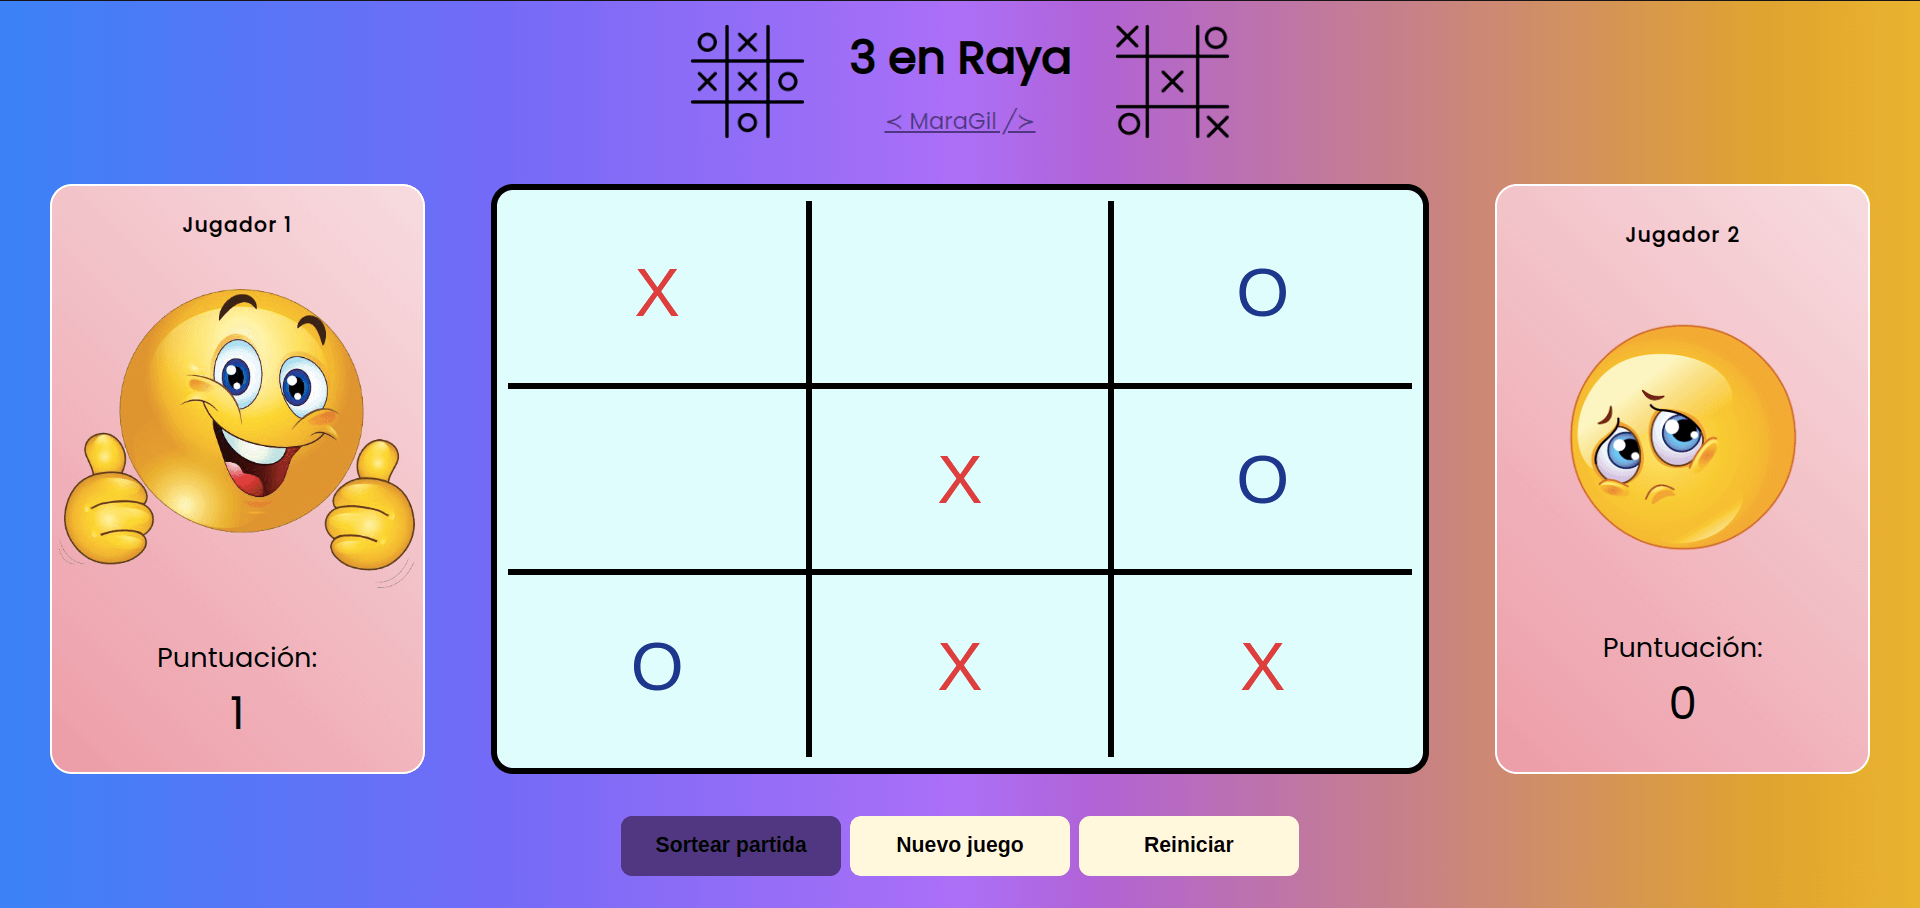 3 en Raya
< MaraGil />
Jugador 1
Puntuación:
1
X O
X O
O X X
Jugador 2
Puntuación:
0
Sortear partida
Nuevo juego
Reiniciar